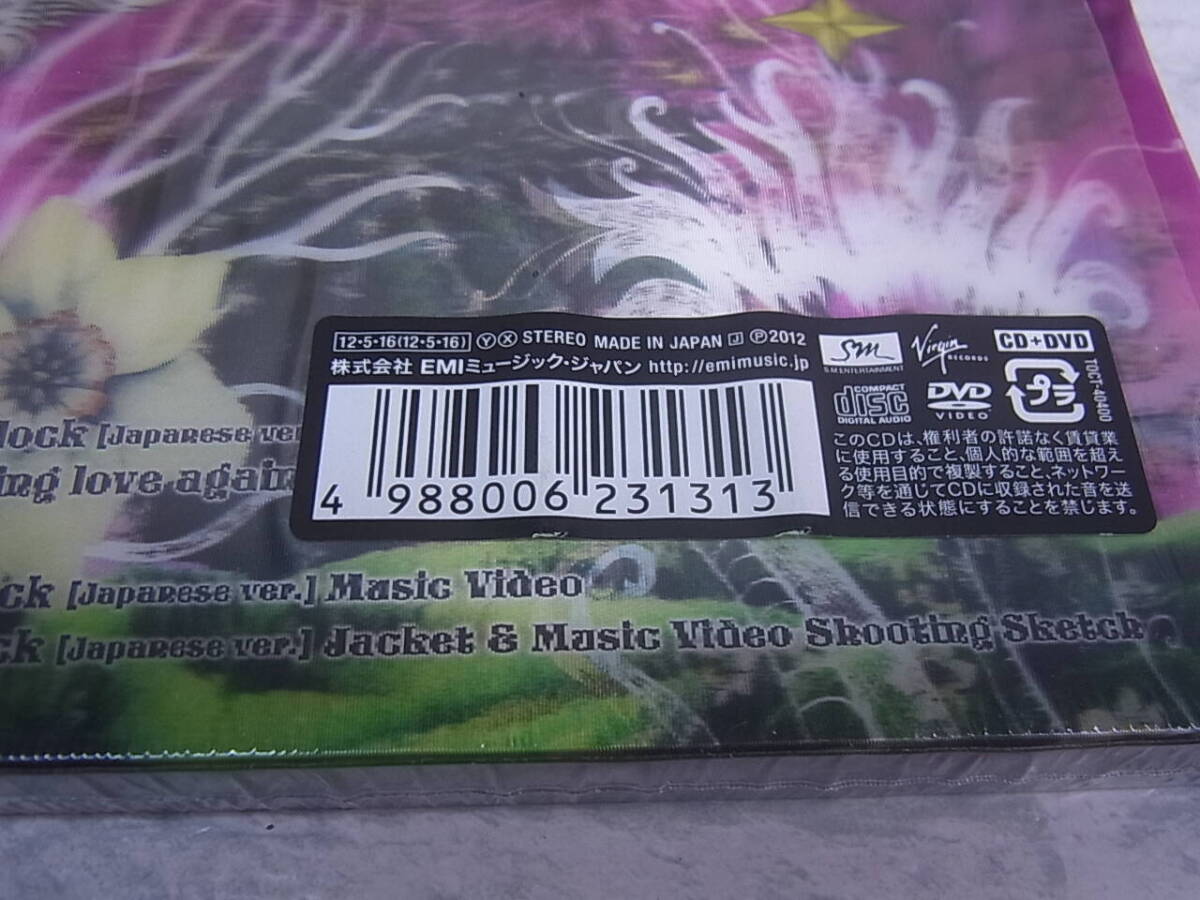 12・5・16(12・5・16) Y X STEREO MADE IN JAPAN J Ⓟ2012
株式会社 EMIミュージック・ジャパン http://emimusic.jp
4 988006 231313
SM
S.M.ENTERTAINMENT
Virgin
RECORDS
CD+DVD
COMPACT
disc
DIGITAL AUDIO
DVD
VIDEO
プラ
TOCT-40400
このCDは、権利者の許諾なく賃貸業
に使用すること、個人的な範囲を超え
る使用目的で複製すること、ネットワー
ク等を通じてCDに収録された音を送
信できる状態にすることを禁じます。
lock [Japanese ver
ing love again
ck [Japanese ver.] Music Video
ck [Japanese ver.] Jacket & Music Video Shooting Sketch